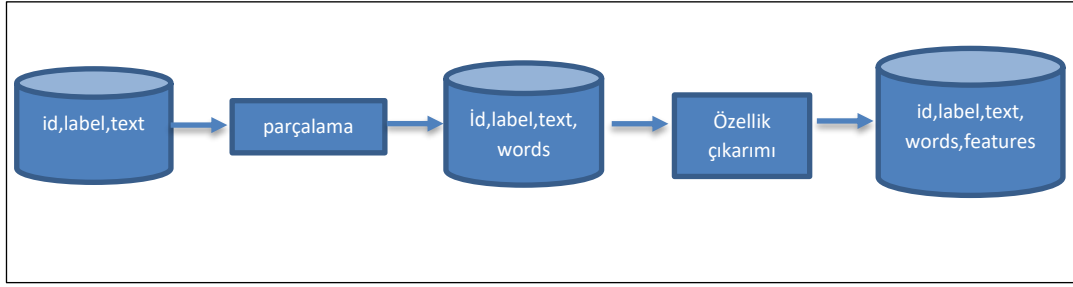 id,label,text
parçalama
İd,label,text,
words
Özellik
çıkarımı
id,label,text,
words,features